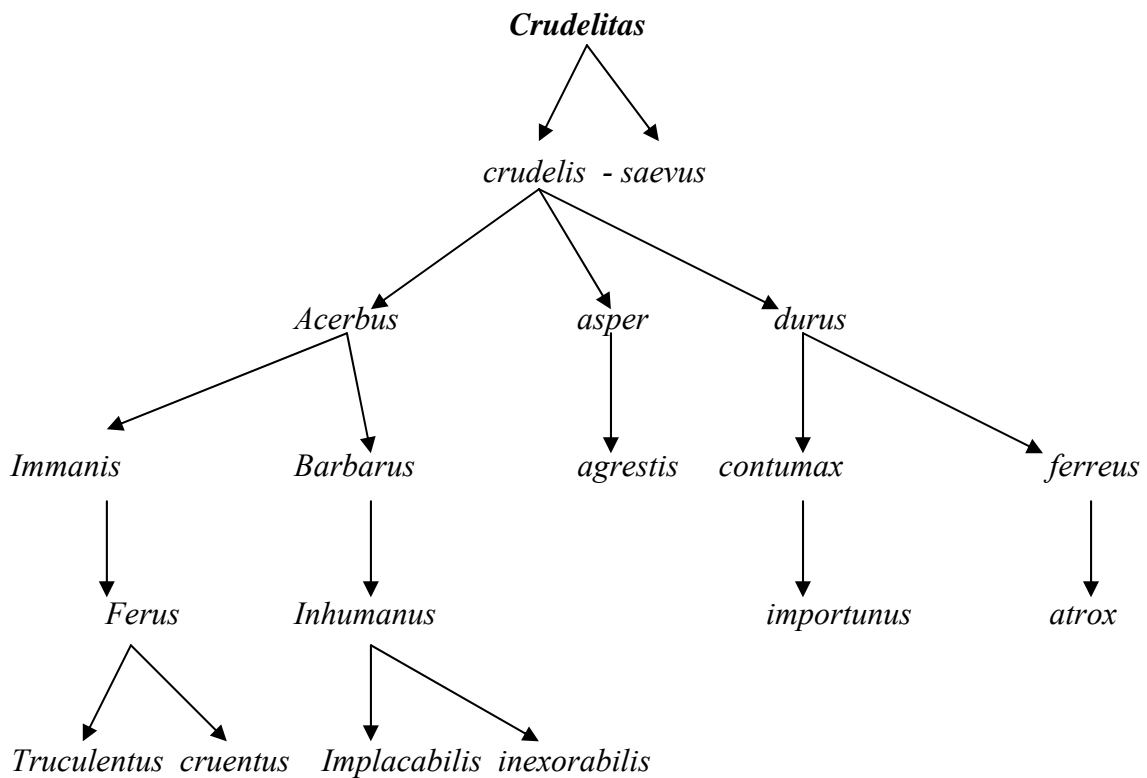 Crudelitas
crudelis - saevus
Acerbus asper durus
Immanis Barbarus agrestis contumax ferreus
Ferus Inhumanus importunus atrox
Truculentus cruentus Implacabilis inexorabilis